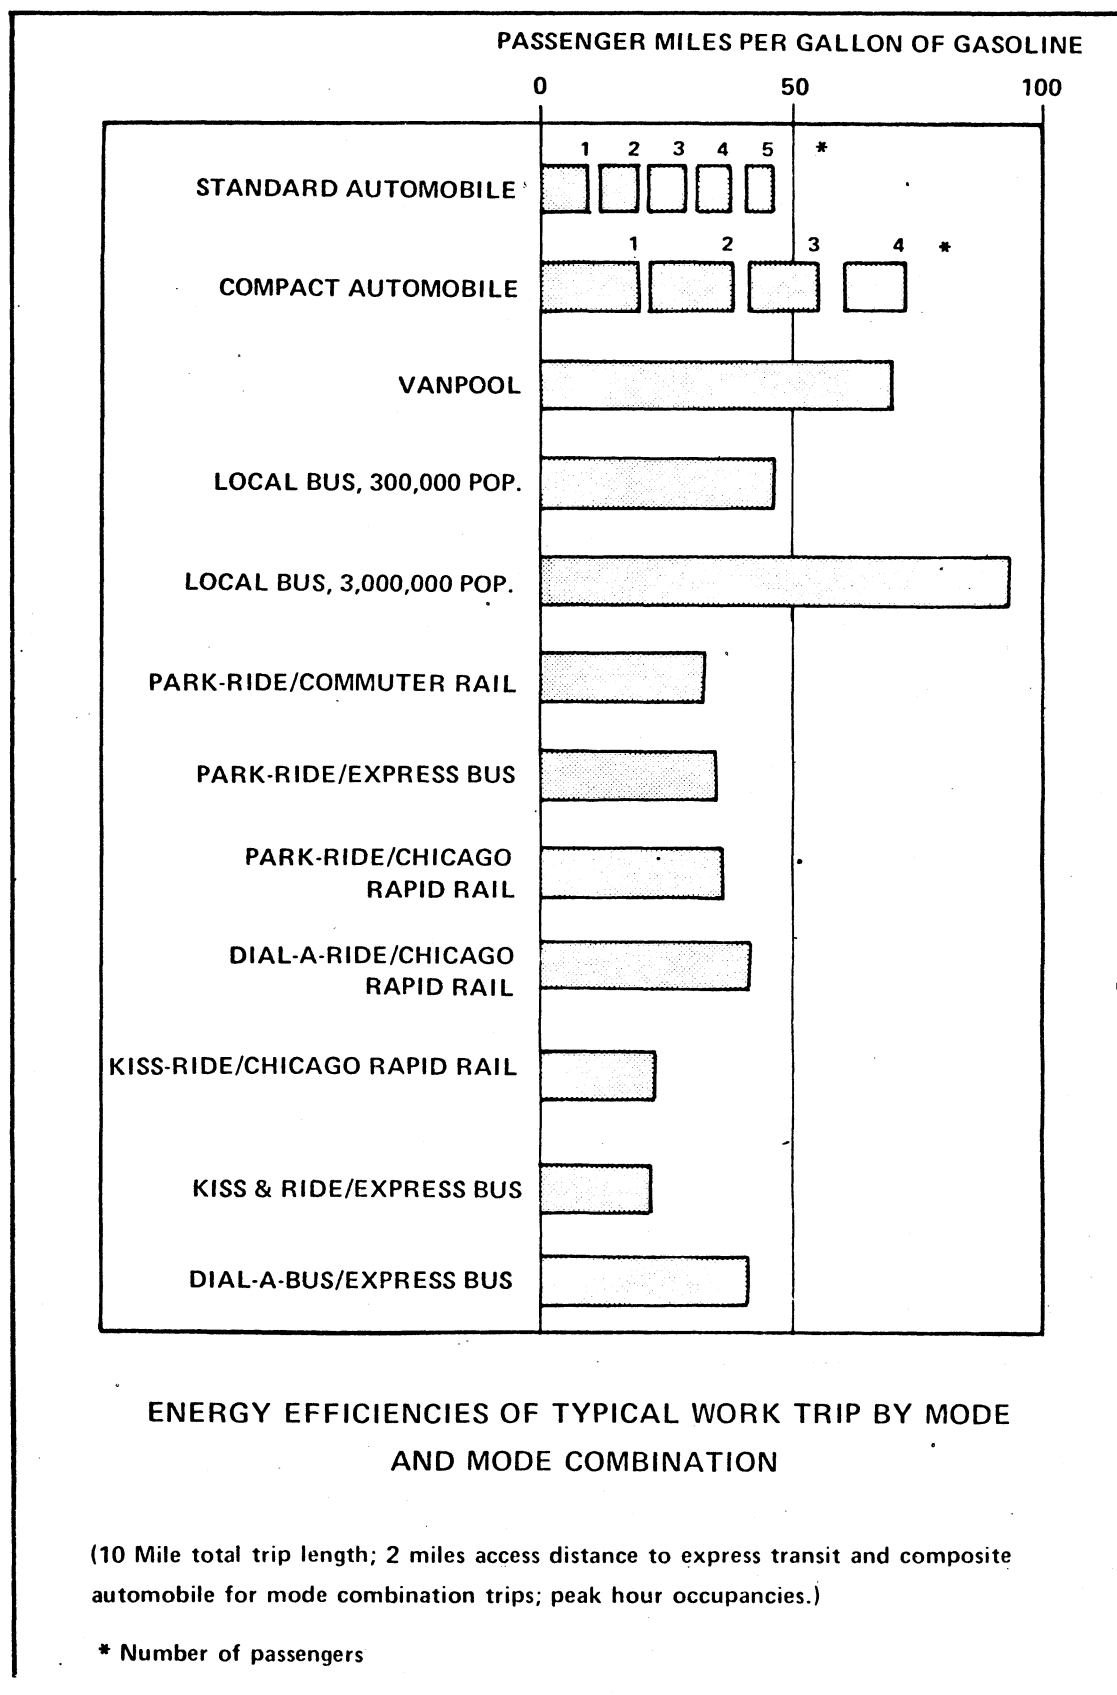 PASSENGER MILES PER GALLON OF GASOLINE
0 50 100
1 2 3 4 5 *
STANDARD AUTOMOBILE
1 2 3 4 *
COMPACT AUTOMOBILE
VANPOOL
LOCAL BUS, 300,000 POP.
LOCAL BUS, 3,000,000 POP.
PARK-RIDE/COMMUTER RAIL
PARK-RIDE/EXPRESS BUS
PARK-RIDE/CHICAGO
RAPID RAIL
DIAL-A-RIDE/CHICAGO
RAPID RAIL
KISS-RIDE/CHICAGO RAPID RAIL
KISS & RIDE/EXPRESS BUS
DIAL-A-BUS/EXPRESS BUS
ENERGY EFFICIENCIES OF TYPICAL WORK TRIP BY MODE
AND MODE COMBINATION
(10 Mile total trip length; 2 miles access distance to express transit and composite
automobile for mode combination trips; peak hour occupancies.)
* Number of passengers